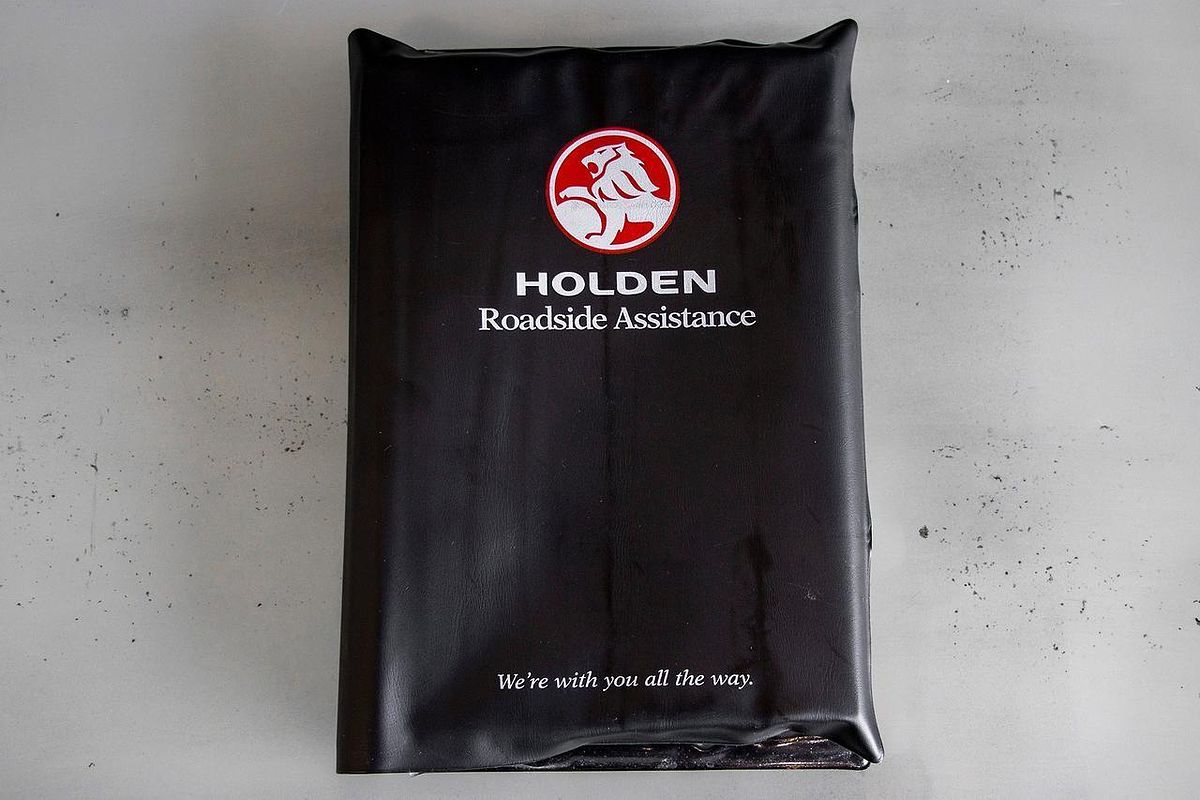 HOLDEN
Roadside Assistance
We're with you all the way.